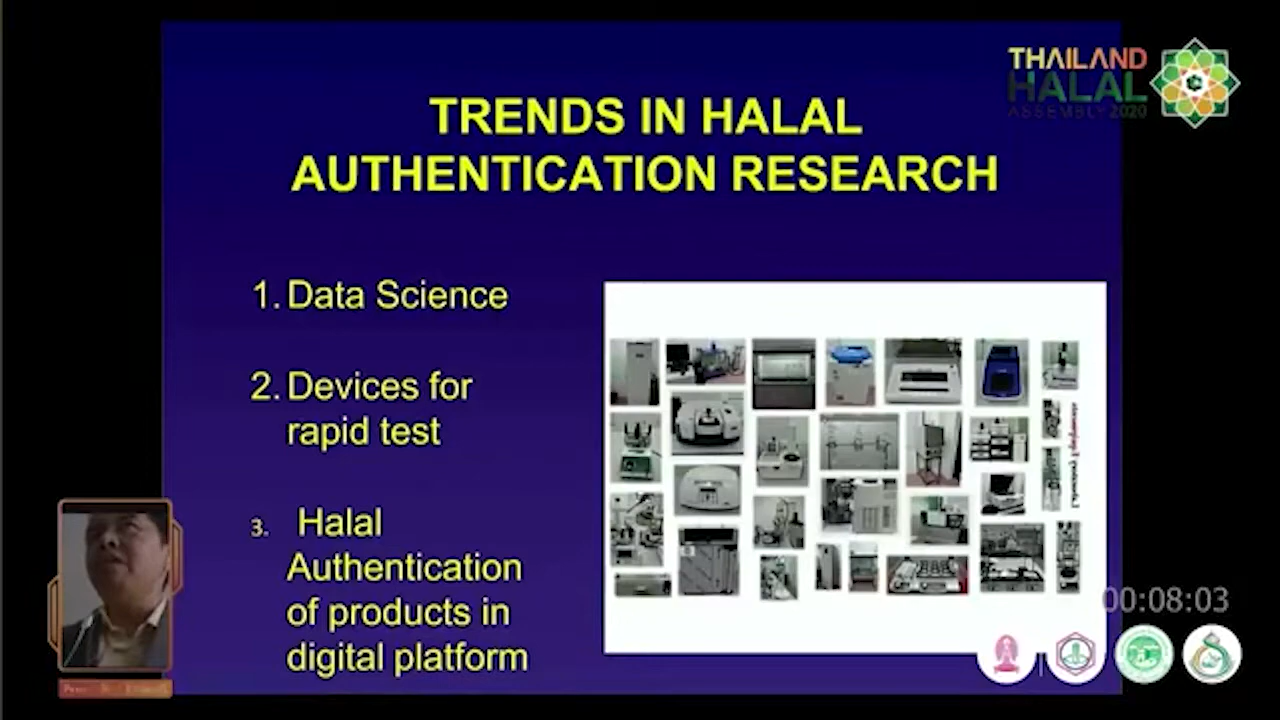 THAILAND
HALAL
ASSEMBLY 2020
TRENDS IN HALAL
AUTHENTICATION RESEARCH
1. Data Science
2. Devices for
rapid test
3. Halal
Authentication
of products in
digital platform
00:08:03